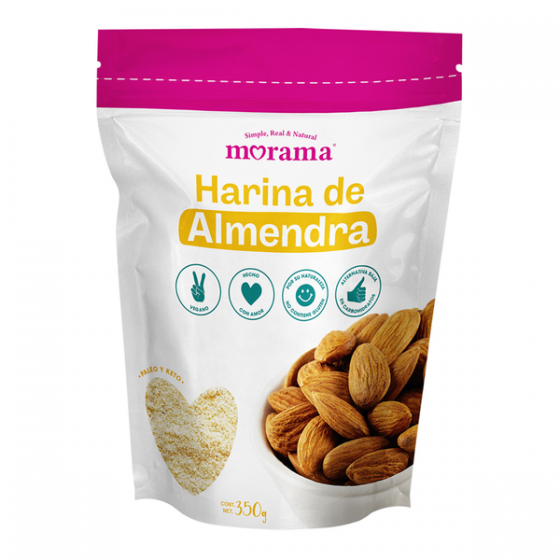 Simple, Real & Natural
morama®
Harina de
Almendra
VEGANO
HECHO
CON AMOR
POR SU NATURALEZA
NO CONTIENE GLUTEN
ALTERNATIVA BAJA
EN CARBOHIDRATOS
• PALEO Y KETO •
CONT.
NET. 350g